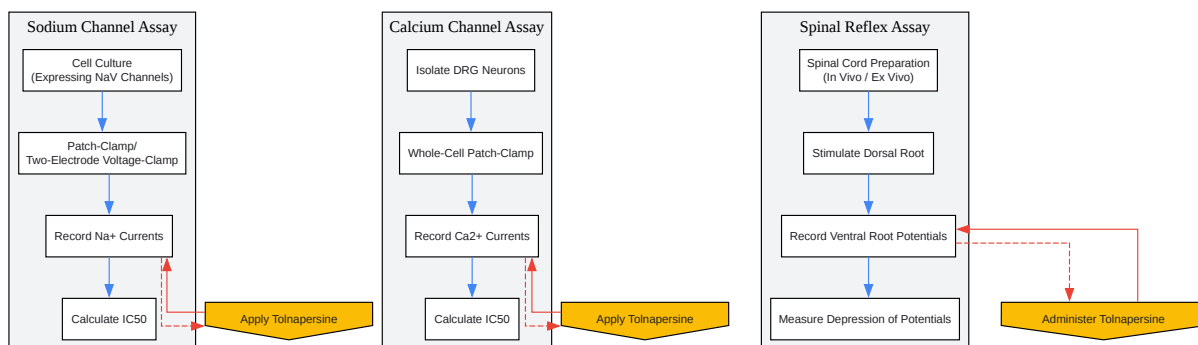 Sodium Channel Assay
Cell Culture
(Expressing NaV Channels)
Patch-Clamp/
Two-Electrode Voltage-Clamp
Record Na+ Currents
Calculate IC50
Apply Tolnapersine
Calcium Channel Assay
Isolate DRG Neurons
Whole-Cell Patch-Clamp
Record Ca2+ Currents
Calculate IC50
Apply Tolnapersine
Spinal Reflex Assay
Spinal Cord Preparation
(In Vivo / Ex Vivo)
Stimulate Dorsal Root
Record Ventral Root Potentials
Measure Depression of Potentials
Administer Tolnapersine